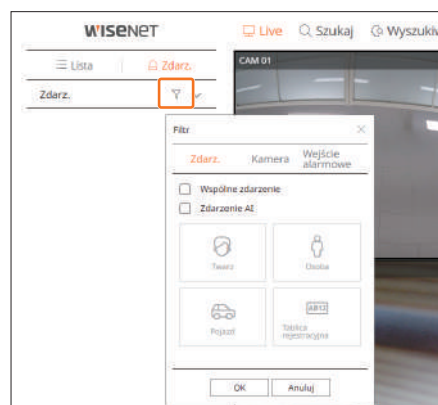 WISENET
Live Szukaj Wyszukiw
Lista Zdarz.
CAM 01
Zdarz.
Filtr
Zdarz. Kamera Wejście alarmowe
Wspólne zdarzenie
Zdarzenie AI
Twarz Osoba
AB12
Pojazd Tablica rejestracyjna
OK Anuluj